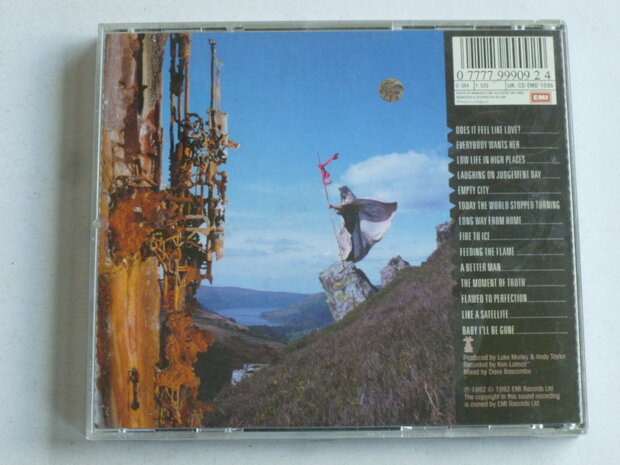 0 7777 99909 2 4
UK: CD EMD 1035
EMI
DOES IT FEEL LIKE LOVE?
EVERYBODY WANTS HER
LOW LIFE IN HIGH PLACES
LAUGHING ON JUDGEMENT DAY
EMPTY CITY
TODAY THE WORLD STOPPED TURNING
LONG WAY FROM HOME
FIRE TO ICE
FEEDING THE FLAME
A BETTER MAN
THE MOMENT OF TRUTH
FLAWED TO PERFECTION
LIKE A SATELLITE
BABY I'LL BE GONE
Produced by Luke Morley & Andy Taylor
Recorded by Ken Lomas
Mixed by Dave Bascombe
℗ 1992 © 1992 EMI Records Ltd
The copyright in this sound recording
is owned by EMI Records Ltd